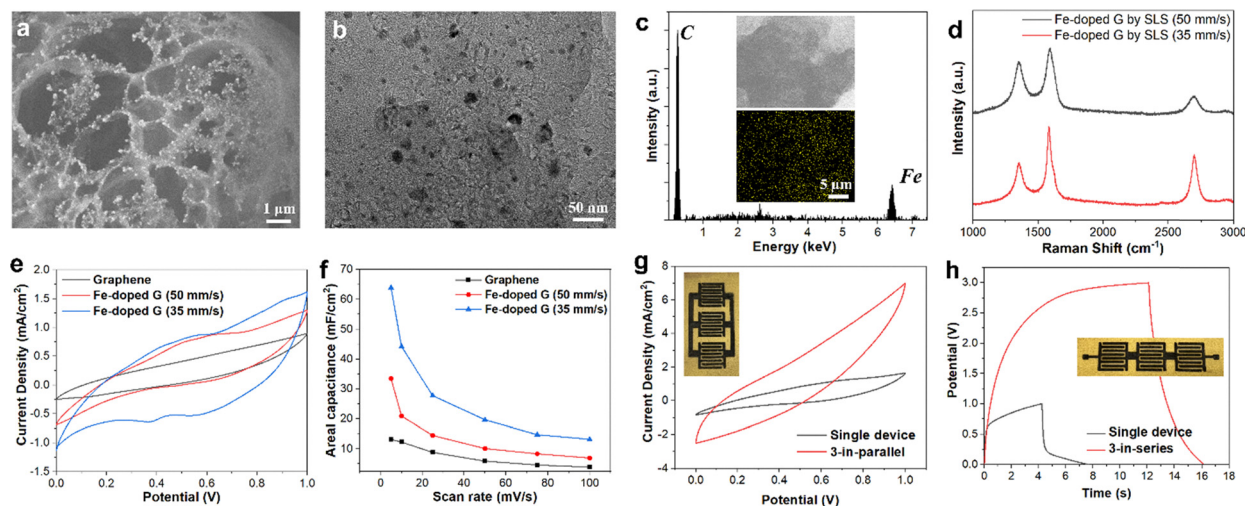 a
1 µm
b
50 nm
c
C
Fe
5 µm
Intensity (a.u.)
1 2 3 4 5 6 7
Energy (keV)
d
Fe-doped G by SLS (50 mm/s)
Fe-doped G by SLS (35 mm/s)
Intensity (a.u.)
1000 1500 2000 2500 3000
Raman Shift (cm⁻¹)
e
Graphene
Fe-doped G (50 mm/s)
Fe-doped G (35 mm/s)
Current Density (mA/cm²)
2.0
1.5
1.0
0.5
0.0
-0.5
-1.0
-1.5
0.0 0.2 0.4 0.6 0.8 1.0
Potential (V)
f
Graphene
Fe-doped G (50 mm/s)
Fe-doped G (35 mm/s)
Areal capacitance (mF/cm²)
70
60
50
40
30
20
10
0
0 20 40 60 80 100
Scan rate (mV/s)
g
Current Density (mA/cm²)
8
6
4
2
0
-2
-4
Single device
3-in-parallel
0.0 0.2 0.4 0.6 0.8 1.0
Potential (V)
h
Potential (V)
3.0
2.5
2.0
1.5
1.0
0.5
0.0
Single device
3-in-series
0 2 4 6 8 10 12 14 16 18
Time (s)